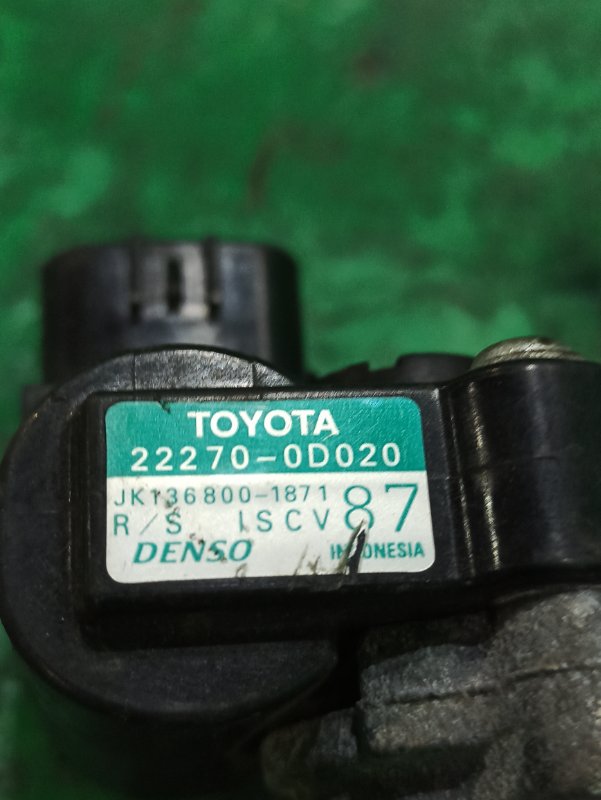 TOYOTA
22270-0D020
JK136800-1871
R/S ISCV 87
DENSO INDONESIA